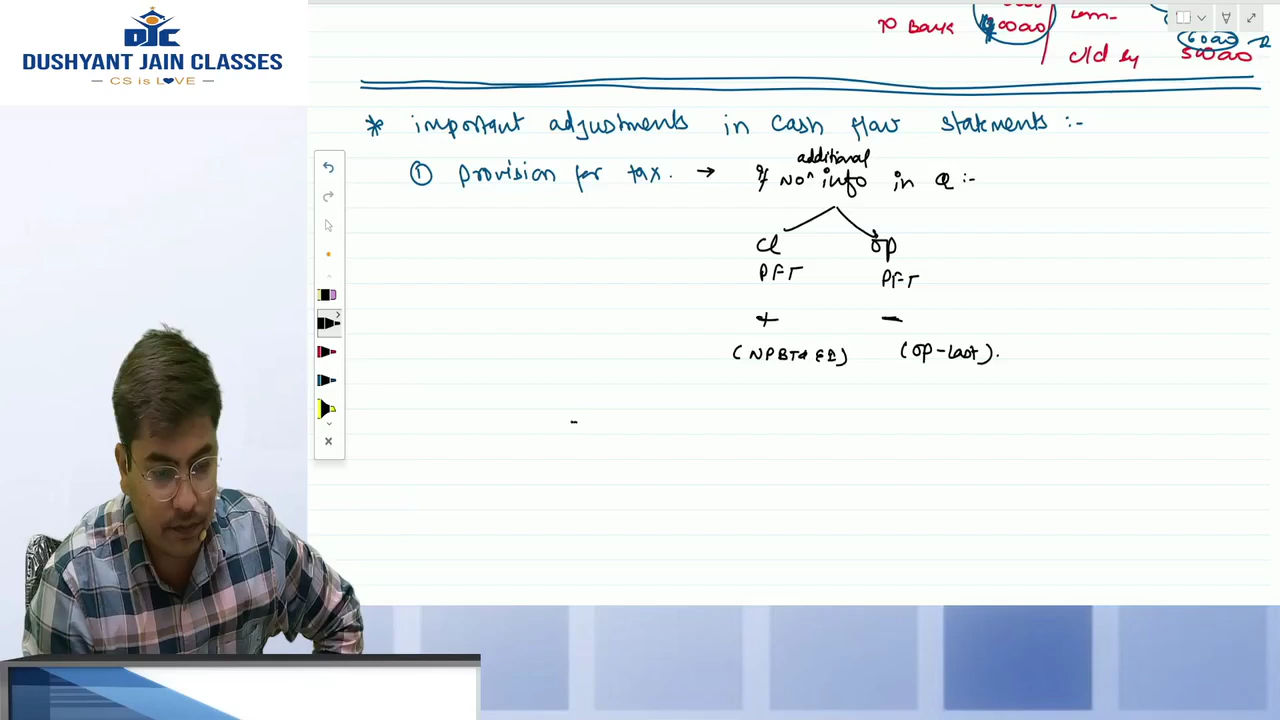 DTC
DUSHYANT JAIN CLASSES
CS is LOVE
To Bank
c/d by
* important adjustments in cash flow statements :-
① provision for tax. → If No ^ additional info in Q :-
Cl op
PFT PFT
+ -
(NPBT & EI) (op-last).